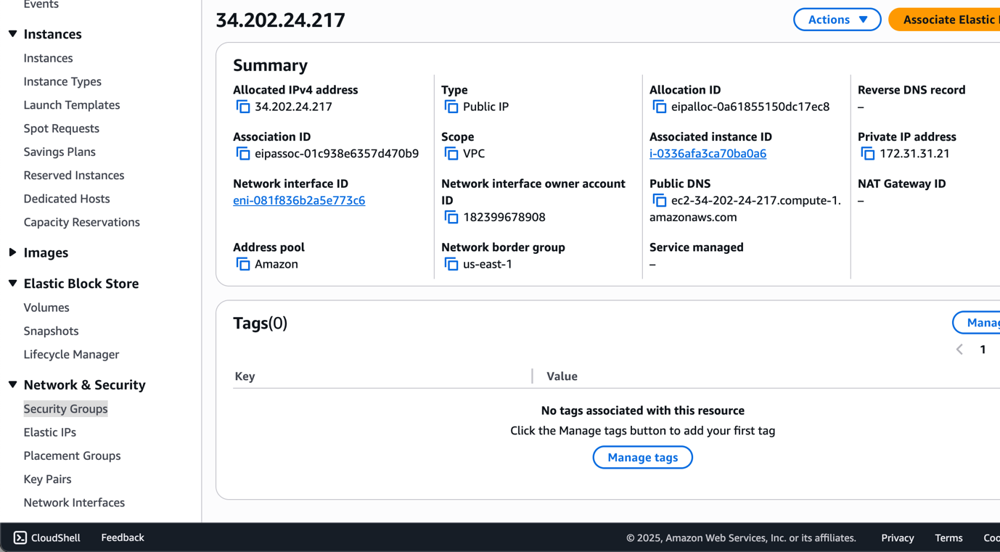 Events
Instances
Instances
Instance Types
Launch Templates
Spot Requests
Savings Plans
Reserved Instances
Dedicated Hosts
Capacity Reservations
Images
Elastic Block Store
Volumes
Snapshots
Lifecycle Manager
Network & Security
Security Groups
Elastic IPs
Placement Groups
Key Pairs
Network Interfaces
34.202.24.217
Actions
Associate Elastic
Summary
Allocated IPv4 address
34.202.24.217
Type
Public IP
Allocation ID
eipalloc-0a61855150dc17ec8
Reverse DNS record
–
Association ID
eipassoc-01c938e6357d470b9
Scope
VPC
Associated instance ID
i-0336afa3ca70ba0a6
Private IP address
172.31.31.21
Network interface ID
eni-081f836b2a5e773c6
Network interface owner account
ID
182399678908
Public DNS
ec2-34-202-24-217.compute-1.
amazonaws.com
NAT Gateway ID
–
Address pool
Amazon
Network border group
us-east-1
Service managed
–
Tags(0)
Manag
1
Key
Value
No tags associated with this resource
Click the Manage tags button to add your first tag
Manage tags
CloudShell
Feedback
© 2025, Amazon Web Services, Inc. or its affiliates.
Privacy
Terms
Coo